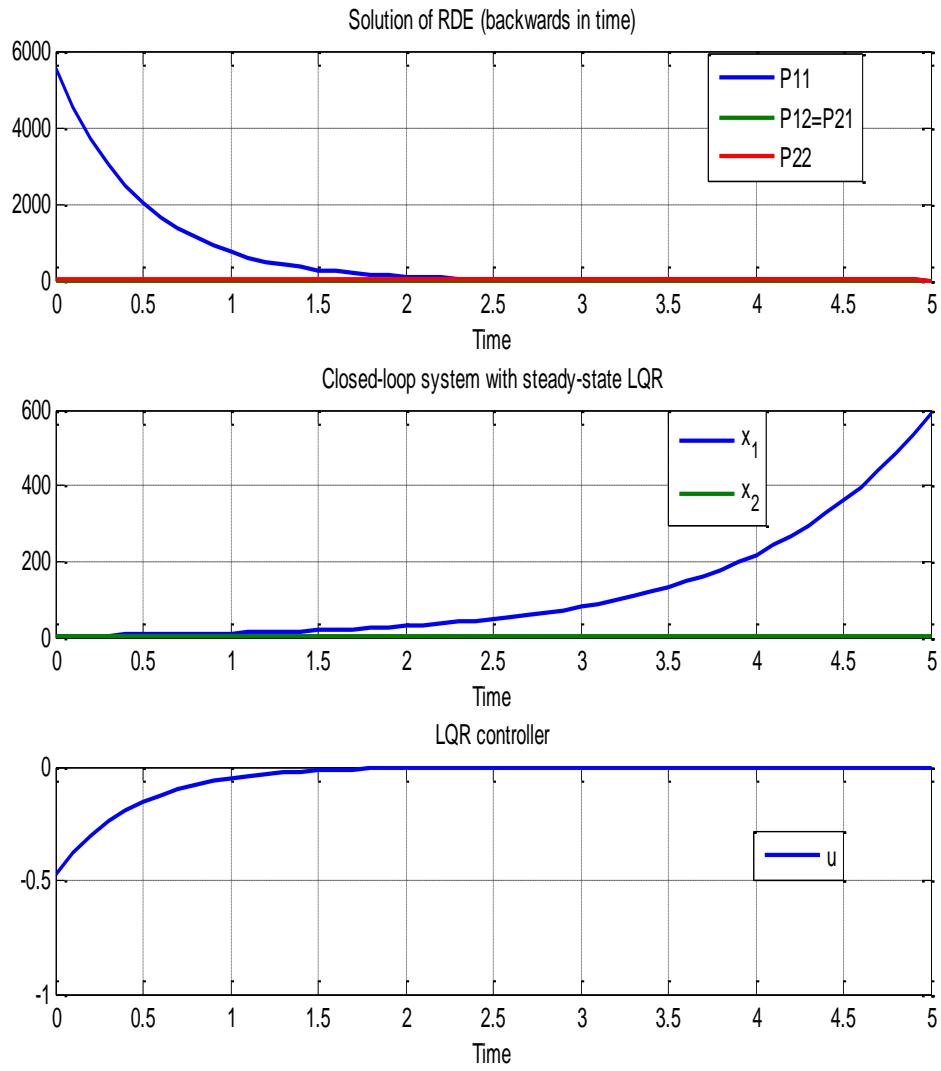 Solution of RDE (backwards in time)
6000
4000
2000
0
P11
P12=P21
P22
0 0.5 1 1.5 2 2.5 3 3.5 4 4.5 5
Time
Closed-loop system with steady-state LQR
600
400
200
0
x_1
x_2
0 0.5 1 1.5 2 2.5 3 3.5 4 4.5 5
Time
LQR controller
0
-0.5
-1
u
0 0.5 1 1.5 2 2.5 3 3.5 4 4.5 5
Time